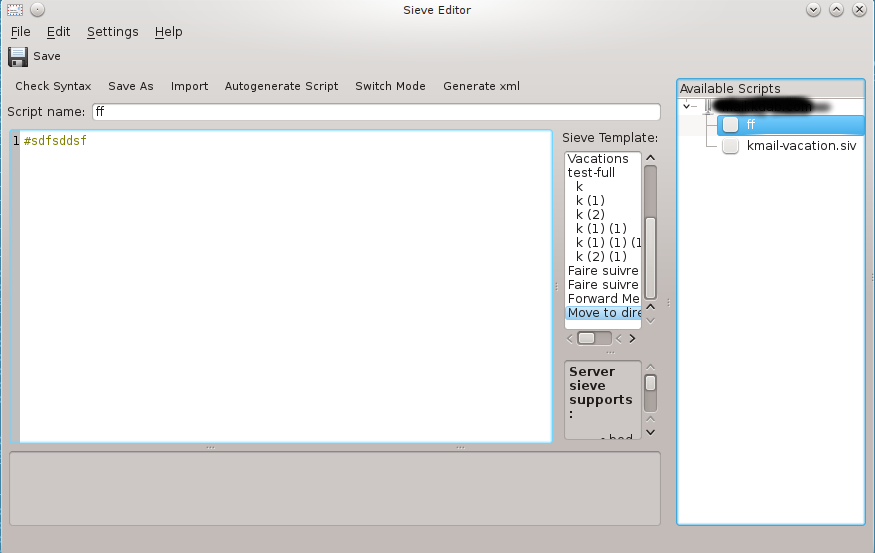 Sieve Editor
File Edit Settings Help
Save
Check Syntax Save As Import Autogenerate Script Switch Mode Generate xml
Script name: ff
1 #sdfsddsf
Sieve Template:
Vacations
test-full
k
k (1)
k (2)
k (1) (1)
k (1) (1) (1
k (2) (1)
Faire suivre
Faire suivre
Forward Me
Move to dire
Server
sieve
supports
:
Available Scripts
ff
kmail-vacation.siv